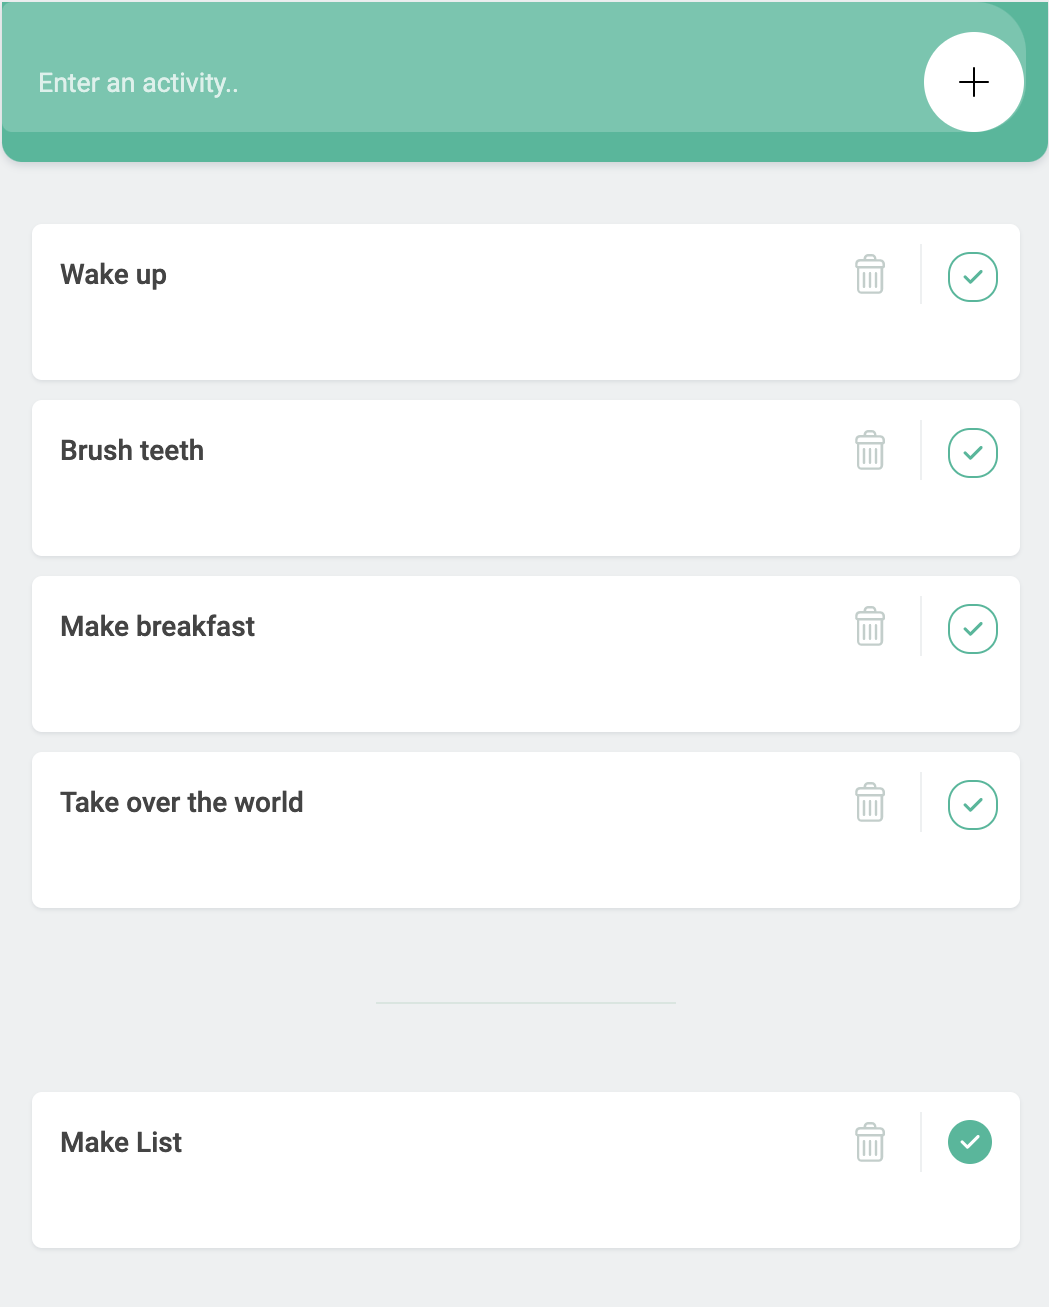 Enter an activity..
Wake up
Brush teeth
Make breakfast
Take over the world
Make List